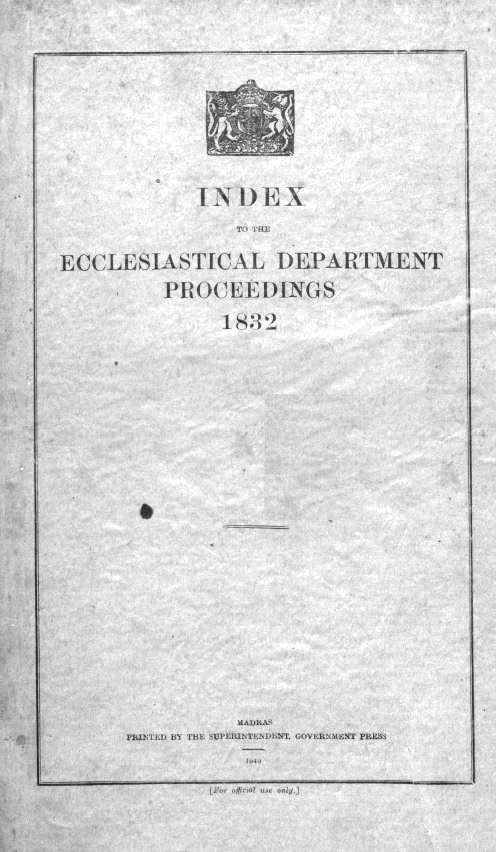 INDEX
TO THE
ECCLESIASTICAL DEPARTMENT
PROCEEDINGS
1832
MADRAS
PRINTED BY THE SUPERINTENDENT, GOVERNMENT PRESS
[For official use only.]